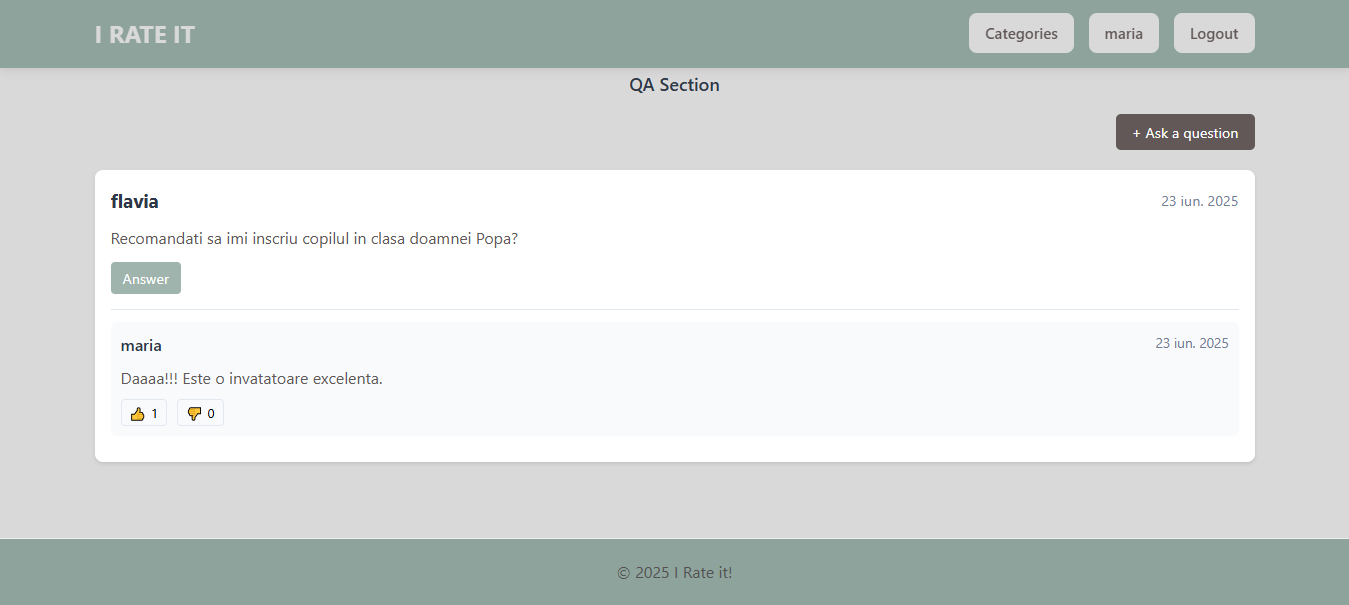 I RATE IT
Categories
maria
Logout
QA Section
+ Ask a question
flavia
23 iun. 2025
Recomandati sa imi inscriu copilul in clasa doamnei Popa?
Answer
maria
23 iun. 2025
Daaaa!!! Este o invatatoare excelenta.
👍 1
👎 0
© 2025 I Rate it!